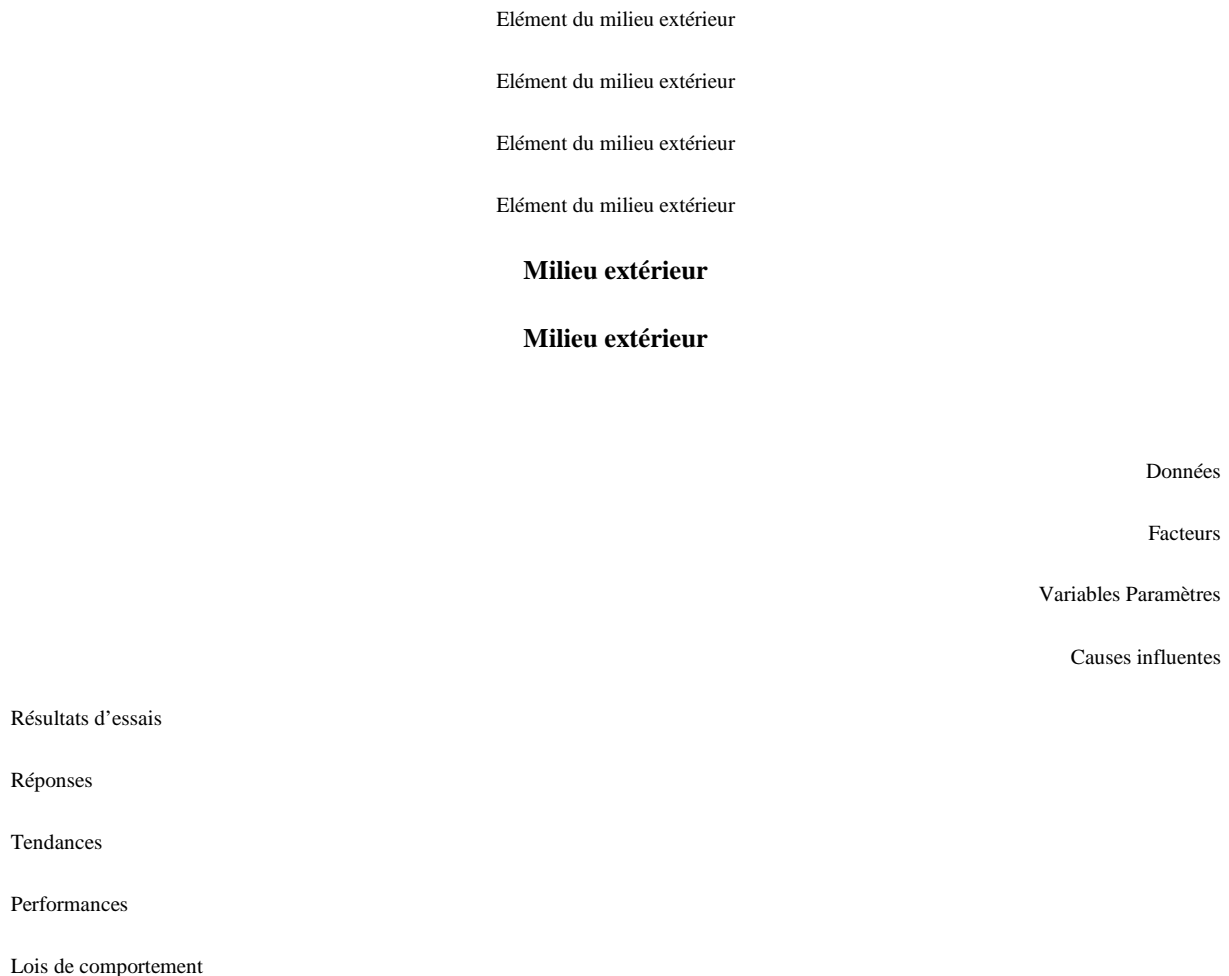 Elément du milieu extérieur
Elément du milieu extérieur
Elément du milieu extérieur
Elément du milieu extérieur
Milieu extérieur
Milieu extérieur
Données
Facteurs
Variables Paramètres
Causes influentes
Résultats d’essais
Réponses
Tendances
Performances
Lois de comportement